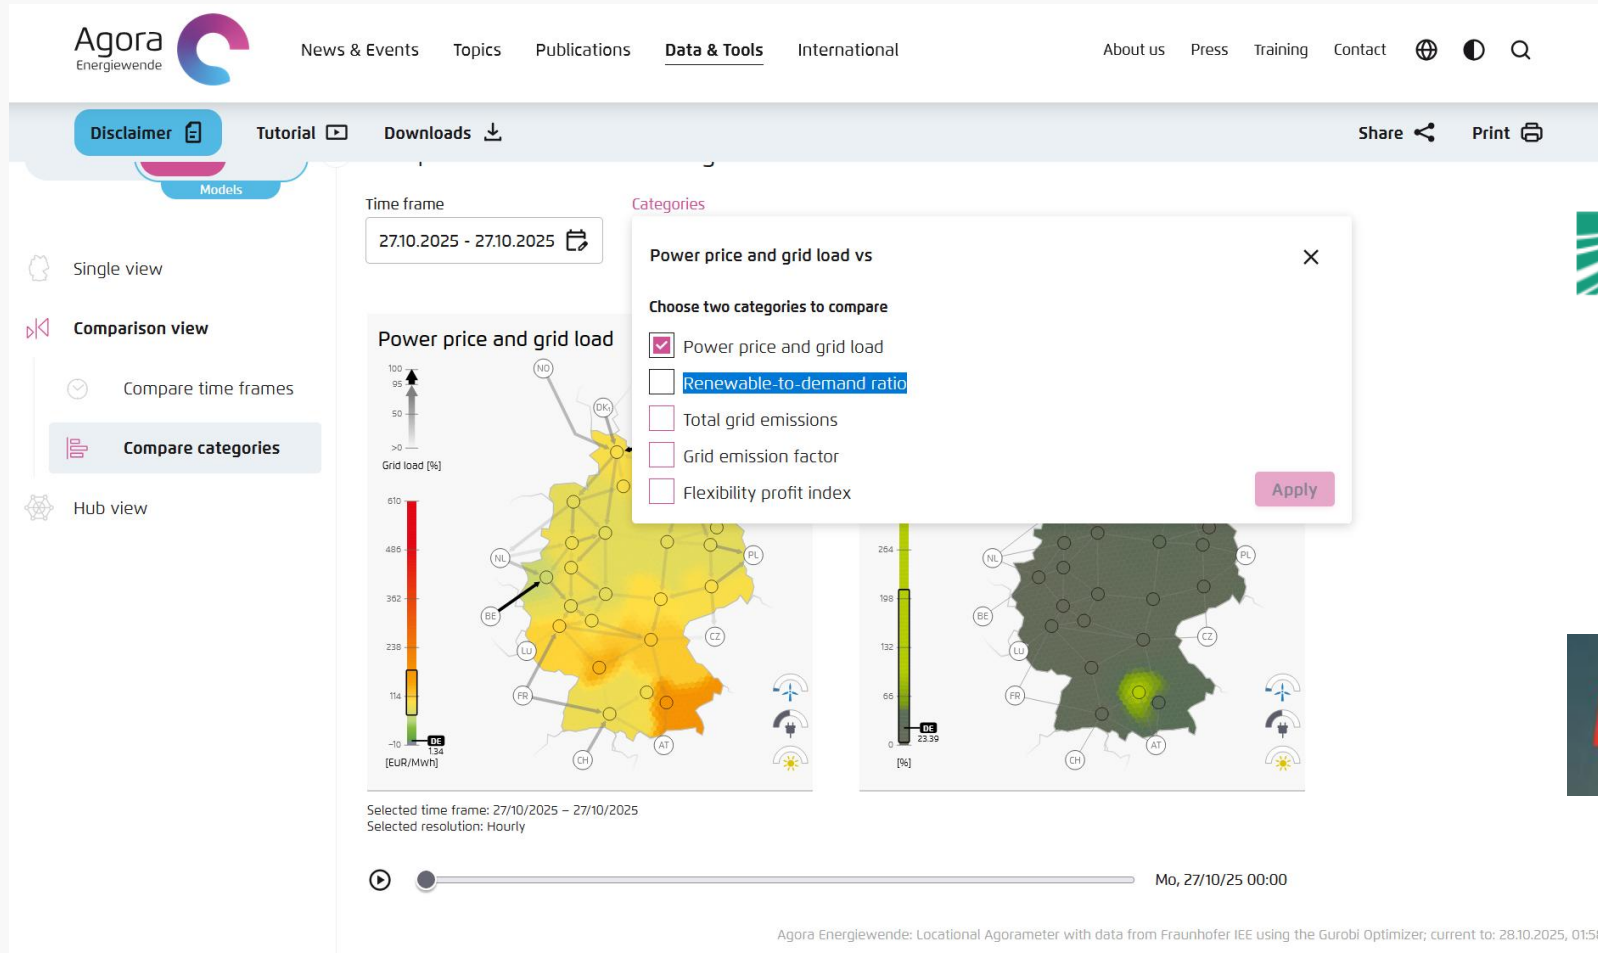 Agora
Energiewende
News & Events
Topics
Publications
Data & Tools
International
About us
Press
Training
Contact
Disclaimer
Tutorial
Downloads
Share
Print
Models
Single view
Comparison view
Compare time frames
Compare categories
Hub view
Time frame
27.10.2025 - 27.10.2025
Categories
Power price and grid load vs
Choose two categories to compare
Power price and grid load
Renewable-to-demand ratio
Total grid emissions
Grid emission factor
Flexibility profit index
Apply
Power price and grid load
100
95
50
>0
Grid load [%]
610
486
362
238
114
-10
DE
1.34
[EUR/MWh]
NO
DK1
NL
BE
LU
FR
CH
AT
CZ
PL
264
198
132
66
0
DE
23.39
[%]
NL
BE
LU
FR
CH
AT
CZ
PL
Selected time frame: 27/10/2025 – 27/10/2025
Selected resolution: Hourly
Mo, 27/10/25 00:00
Agora Energiewende: Locational Agorameter with data from Fraunhofer IEE using the Gurobi Optimizer; current to: 28.10.2025, 01:5